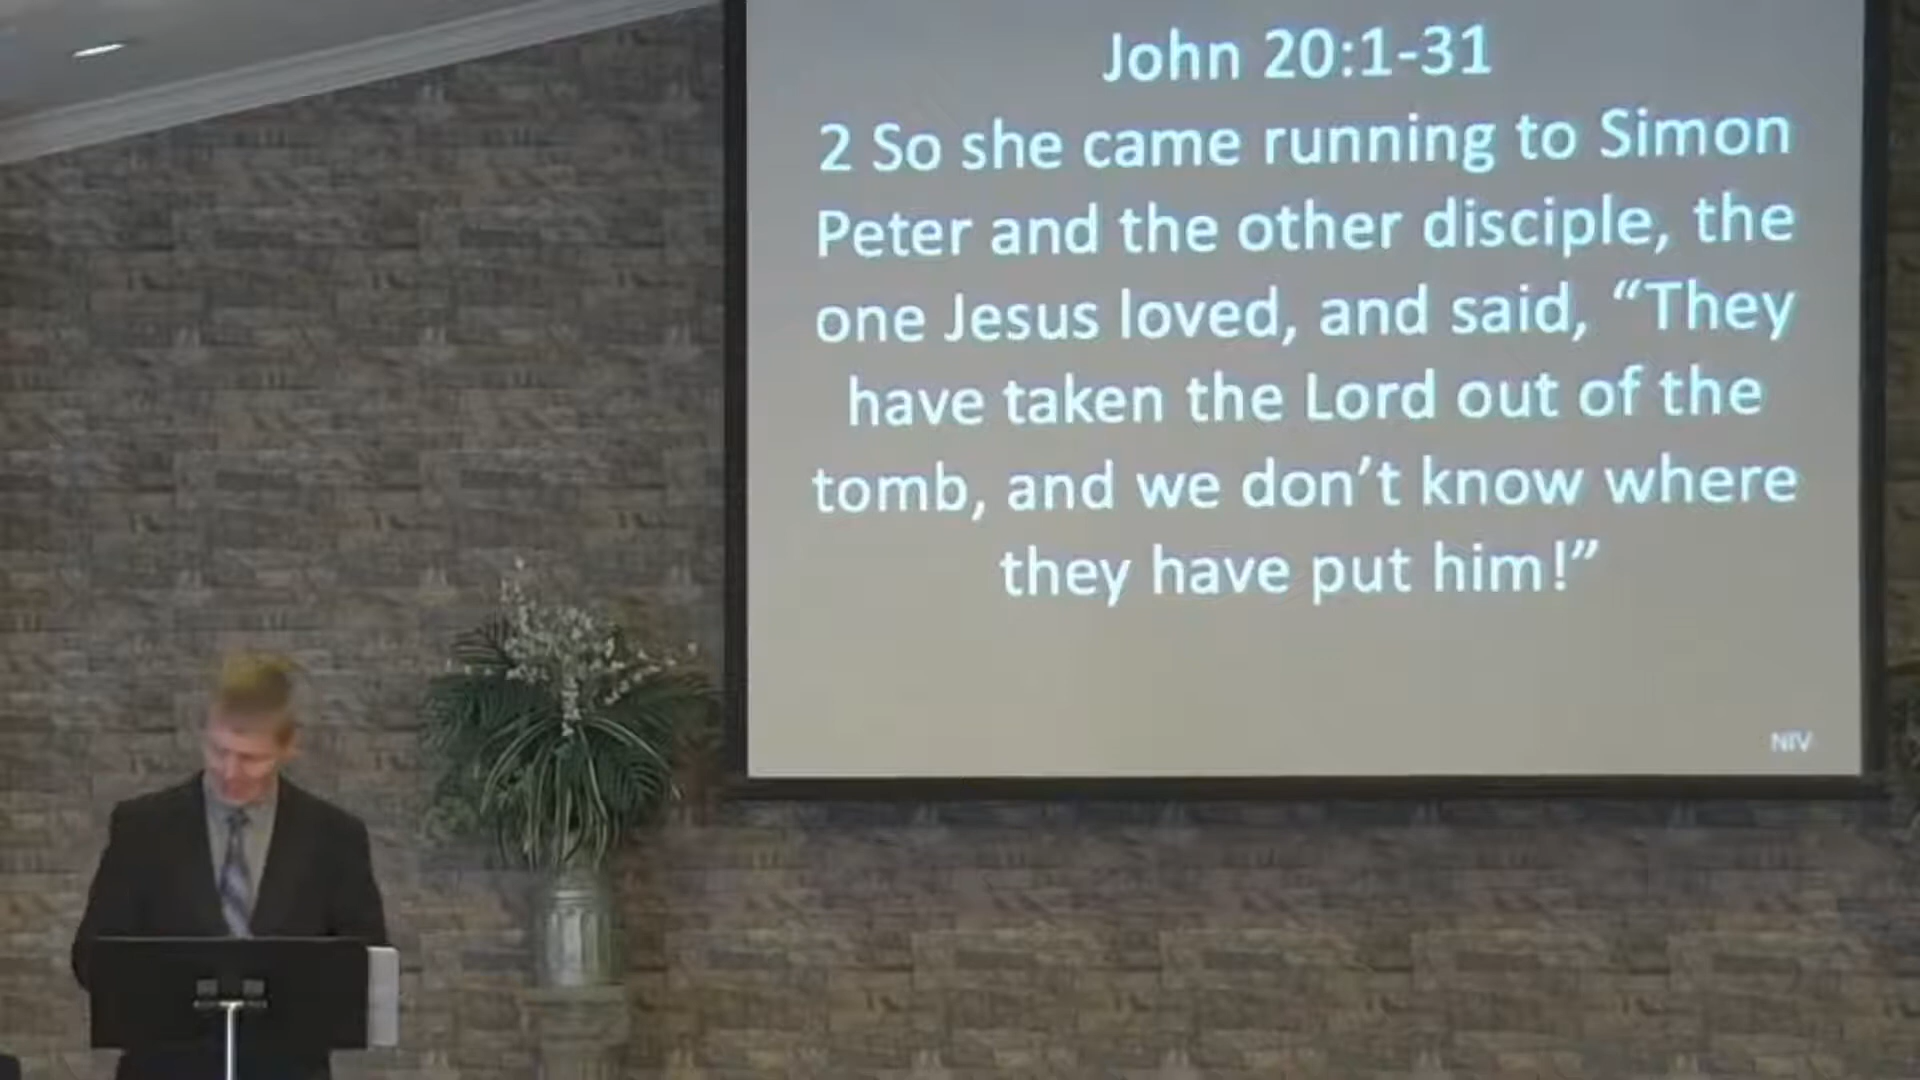 John 20:1-31
2 So she came running to Simon
Peter and the other disciple, the
one Jesus loved, and said, “They
have taken the Lord out of the
tomb, and we don’t know where
they have put him!”
NIV